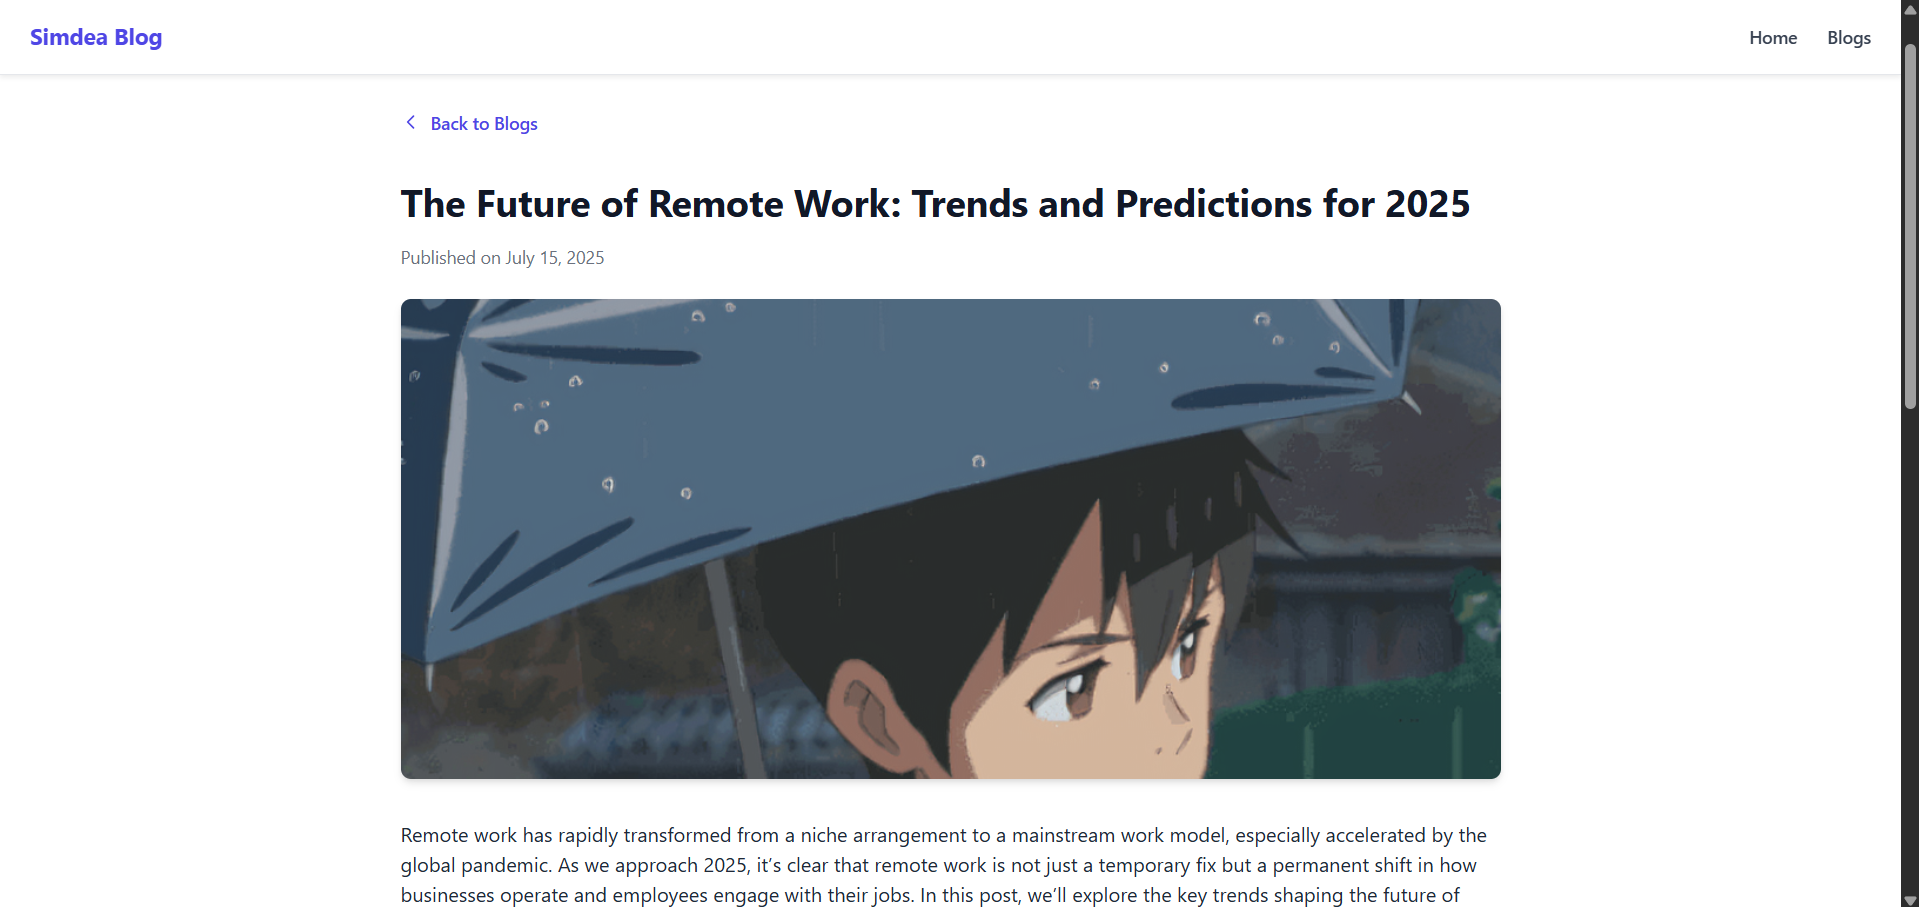 Simdea Blog
Home
Blogs
Back to Blogs
The Future of Remote Work: Trends and Predictions for 2025
Published on July 15, 2025
Remote work has rapidly transformed from a niche arrangement to a mainstream work model, especially accelerated by the
global pandemic. As we approach 2025, it’s clear that remote work is not just a temporary fix but a permanent shift in how
businesses operate and employees engage with their jobs. In this post, we’ll explore the key trends shaping the future of